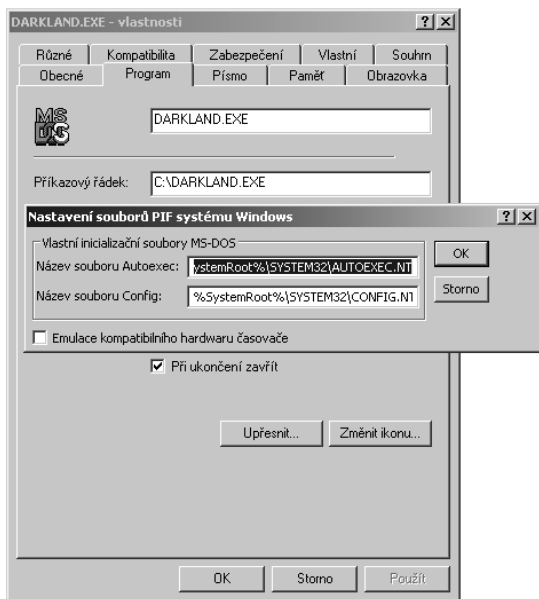 DARKLAND.EXE - vlastnosti
Různé Kompatibilita Zabezpečení Vlastní Souhrn
Obecné Program Písmo Paměť Obrazovka
MS DOS
DARKLAND.EXE
Příkazový řádek: C:\DARKLAND.EXE
Nastavení souborů PIF systému Windows
Vlastní inicializační soubory MS-DOS
Název souboru Autoexec: ystemRoot%\SYSTEM32\AUTOEXEC.NT
OK
Název souboru Config: %SystemRoot%\SYSTEM32\CONFIG.NT
Storno
Emulace kompatibilního hardwaru časovače
Při ukončení zavřít
Upřesnit... Změnit ikonu...
OK Storno Použít